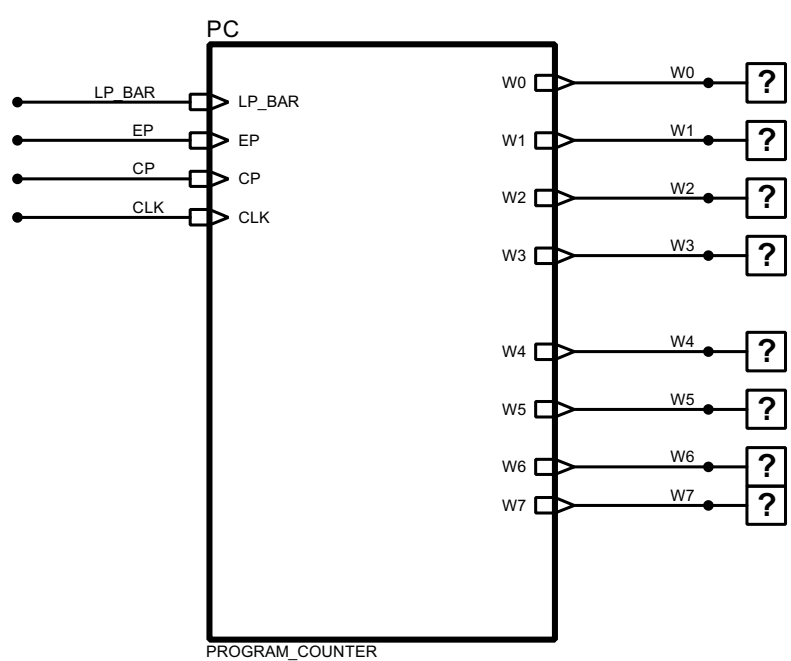 PC
LP_BAR
LP_BAR
EP
EP
CP
CP
CLK
CLK
W0
W0
?
W1
W1
?
W2
W2
?
W3
W3
?
W4
W4
?
W5
W5
?
W6
W6
?
W7
W7
?
PROGRAM_COUNTER